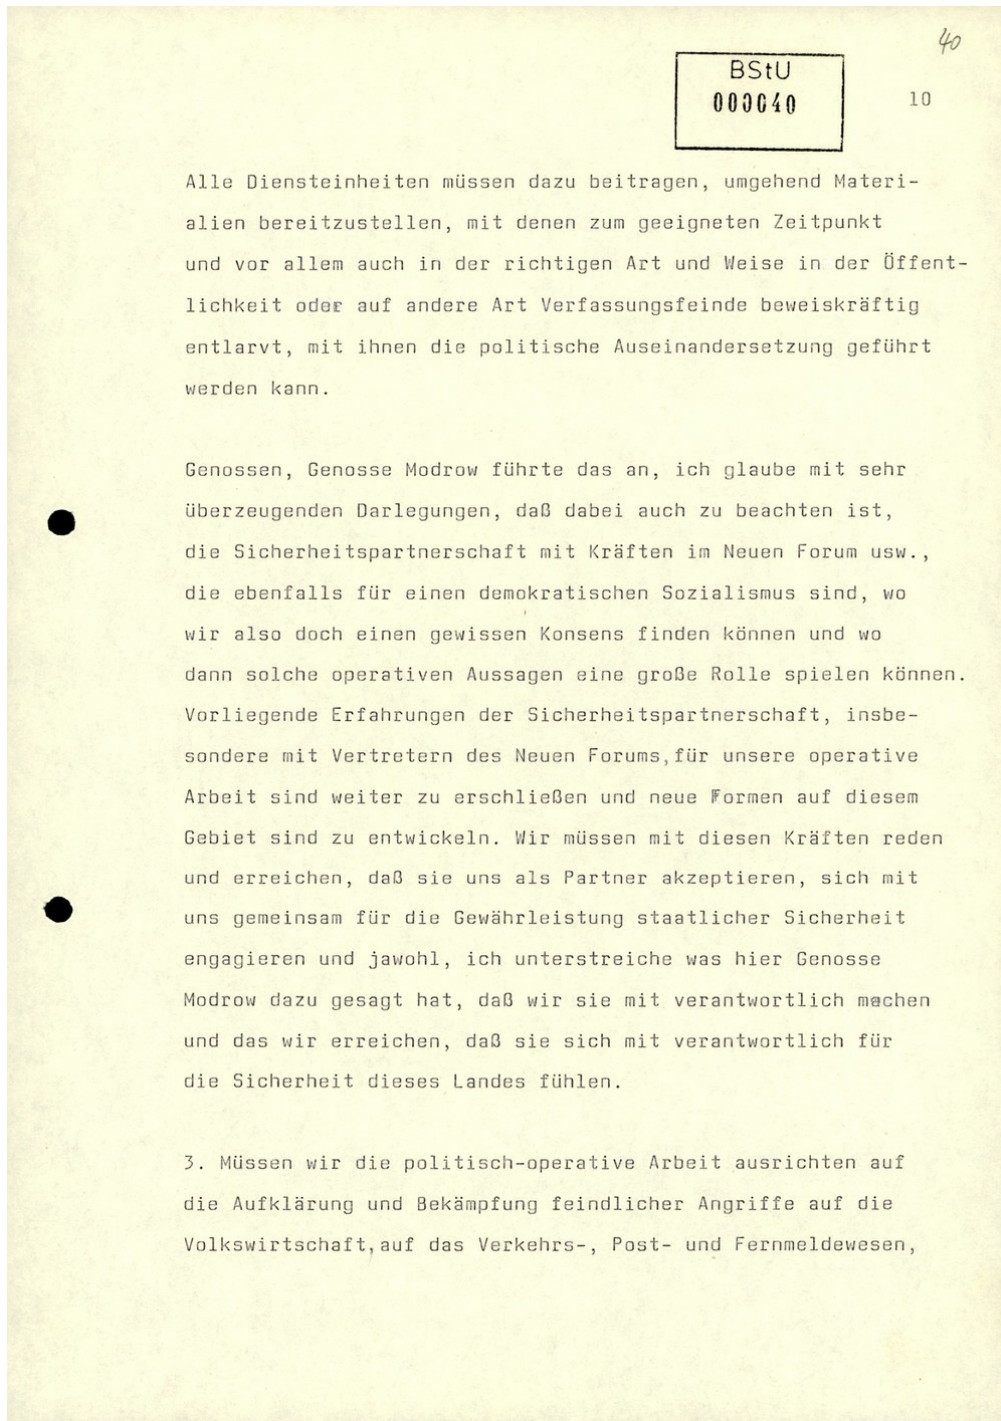 40
BStU
000040
10
Alle Diensteinheiten müssen dazu beitragen, umgehend Materi-
alien bereitzustellen, mit denen zum geeigneten Zeitpunkt
und vor allem auch in der richtigen Art und Weise in der Öffent-
lichkeit oder auf andere Art Verfassungsfeinde beweiskräftig
entlarvt, mit ihnen die politische Auseinandersetzung geführt
werden kann.
Genossen, Genosse Modrow führte das an, ich glaube mit sehr
überzeugenden Darlegungen, daß dabei auch zu beachten ist,
die Sicherheitspartnerschaft mit Kräften im Neuen Forum usw.,
die ebenfalls für einen demokratischen Sozialismus sind, wo
wir also doch einen gewissen Konsens finden können und wo
dann solche operativen Aussagen eine große Rolle spielen können.
Vorliegende Erfahrungen der Sicherheitspartnerschaft, insbe-
sondere mit Vertretern des Neuen Forums, für unsere operative
Arbeit sind weiter zu erschließen und neue Formen auf diesem
Gebiet sind zu entwickeln. Wir müssen mit diesen Kräften reden
und erreichen, daß sie uns als Partner akzeptieren, sich mit
uns gemeinsam für die Gewährleistung staatlicher Sicherheit
engagieren und jawohl, ich unterstreiche was hier Genosse
Modrow dazu gesagt hat, daß wir sie mit verantwortlich machen
und das wir erreichen, daß sie sich mit verantwortlich für
die Sicherheit dieses Landes fühlen.
3. Müssen wir die politisch-operative Arbeit ausrichten auf
die Aufklärung und Bekämpfung feindlicher Angriffe auf die
Volkswirtschaft, auf das Verkehrs-, Post- und Fernmeldewesen,